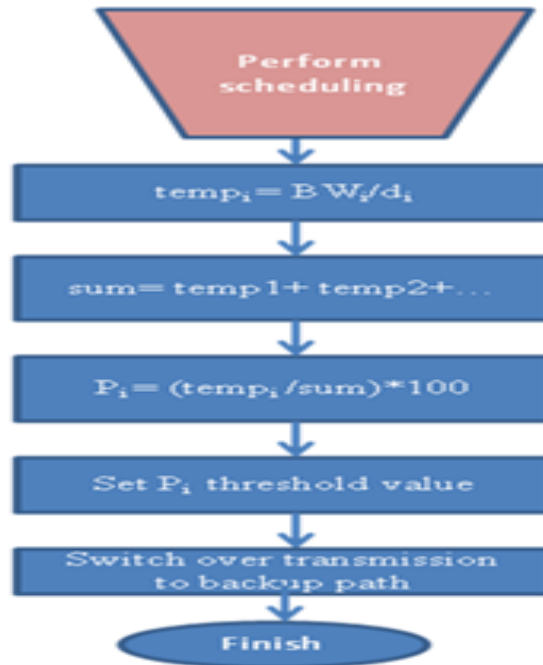 Perform
scheduling
tempᵢ= BWᵢ/dᵢ
sum= temp1+ temp2+...
Pᵢ= (tempᵢ/sum)*100
Set Pᵢ threshold value
Switch over transmission
to backup path
Finish